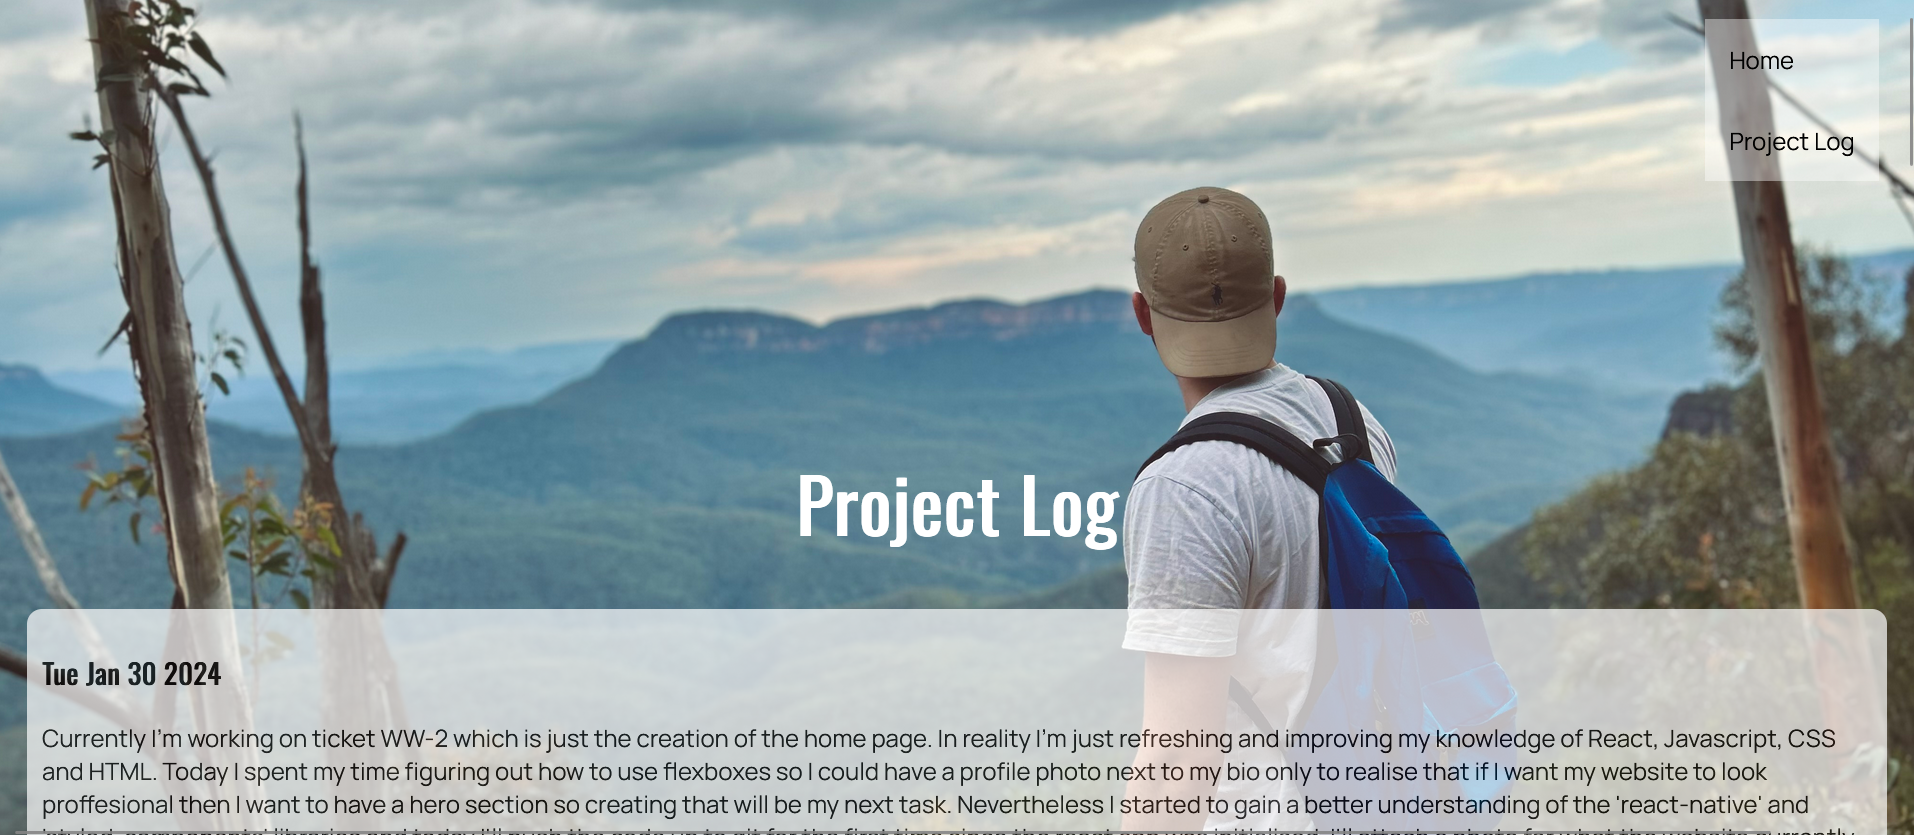 Home
Project Log
Project Log
Tue Jan 30 2024
Currently I'm working on ticket WW-2 which is just the creation of the home page. In reality I'm just refreshing and improving my knowledge of React, Javascript, CSS
and HTML. Today I spent my time figuring out how to use flexboxes so I could have a profile photo next to my bio only to realise that if I want my website to look
proffesional then I want to have a hero section so creating that will be my next task. Nevertheless I started to gain a better understanding of the 'react-native' and